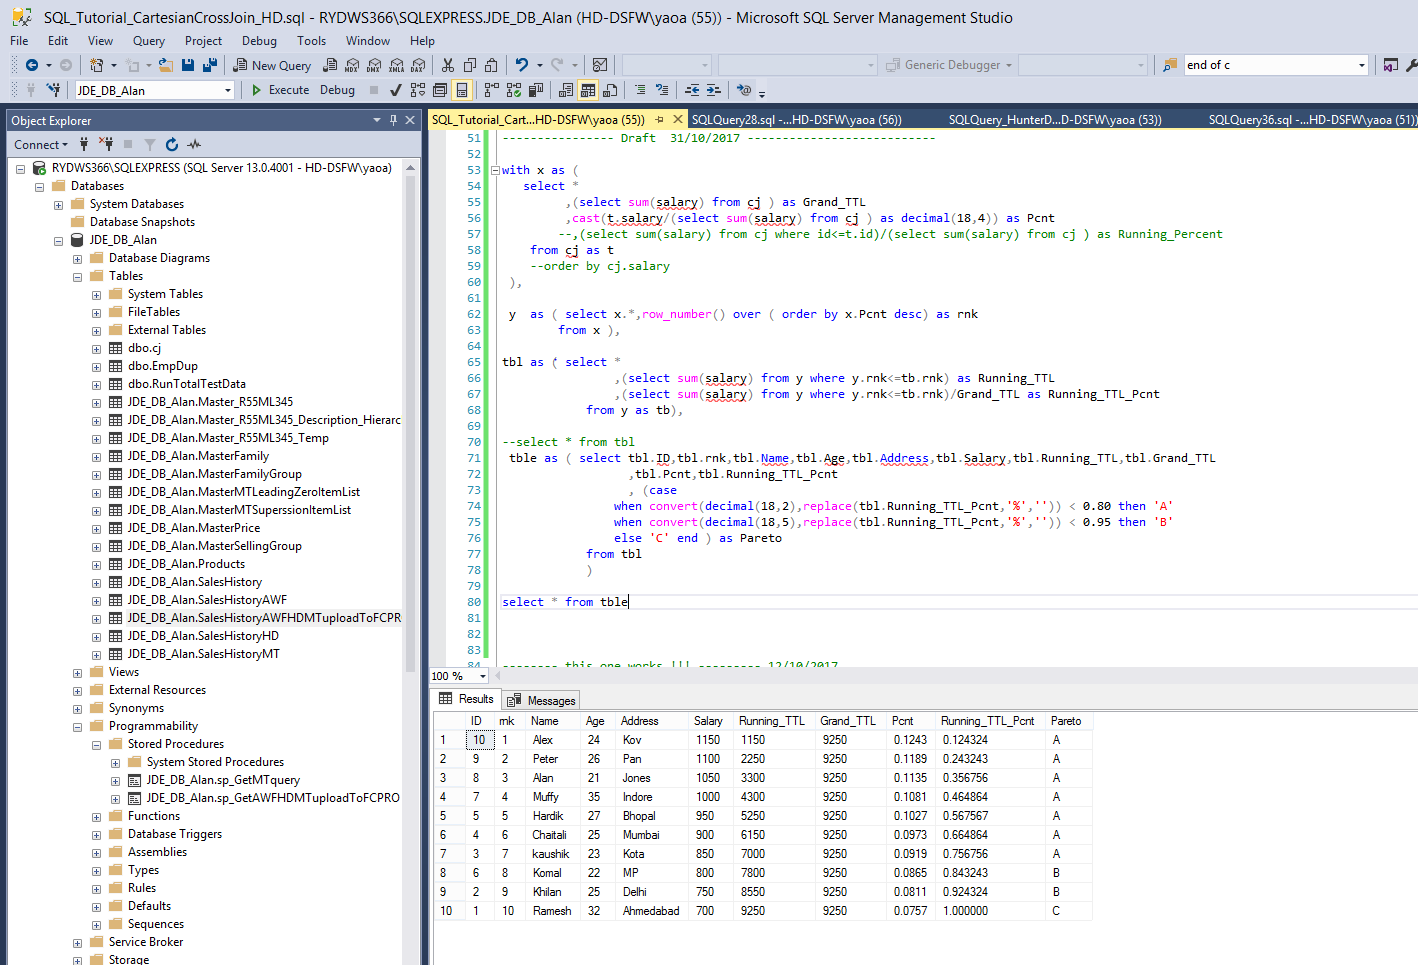 SQL_Tutorial_CartesianCrossJoin_HD.sql - RYDWS366\SQLEXPRESS.JDE_DB_Alan (HD-DSFW\yaoa (55)) - Microsoft SQL Server Management Studio
File Edit View Query Project Debug Tools Window Help
New Query MDX DMX XMLA DAX Generic Debugger end of c
JDE_DB_Alan Execute Debug
Object Explorer
Connect
RYDWS366\SQLEXPRESS (SQL Server 13.0.4001 - HD-DSFW\yaoa)
Databases
System Databases
Database Snapshots
JDE_DB_Alan
Database Diagrams
Tables
System Tables
FileTables
External Tables
dbo.cj
dbo.EmpDup
dbo.RunTotalTestData
JDE_DB_Alan.Master_R55ML345
JDE_DB_Alan.Master_R55ML345_Description_Hierarc
JDE_DB_Alan.Master_R55ML345_Temp
JDE_DB_Alan.MasterFamily
JDE_DB_Alan.MasterFamilyGroup
JDE_DB_Alan.MasterMTLeadingZeroItemList
JDE_DB_Alan.MasterMTSuperssionItemList
JDE_DB_Alan.MasterPrice
JDE_DB_Alan.MasterSellingGroup
JDE_DB_Alan.Products
JDE_DB_Alan.SalesHistory
JDE_DB_Alan.SalesHistoryAWF
JDE_DB_Alan.SalesHistoryAWFHDMTuploadToFCPR
JDE_DB_Alan.SalesHistoryHD
JDE_DB_Alan.SalesHistoryMT
Views
External Resources
Synonyms
Programmability
Stored Procedures
System Stored Procedures
JDE_DB_Alan.sp_GetMTquery
JDE_DB_Alan.sp_GetAWFHDMTuploadToFCPRO
Functions
Database Triggers
Assemblies
Types
Rules
Defaults
Sequences
Service Broker
Storage
SQL_Tutorial_Cart...HD-DSFW\yaoa (55)) SQLQuery28.sql -...HD-DSFW\yaoa (56)) SQLQuery_HunterD...D-DSFW\yaoa (53)) SQLQuery36.sql -...HD-DSFW\yaoa (51))
51 ---------------- Draft 31/10/2017 ---------------------------
52
53 with x as (
54 select *
55 ,(select sum(salary) from cj ) as Grand_TTL
56 ,cast(t.salary/(select sum(salary) from cj ) as decimal(18,4)) as Pcnt
57 --,(select sum(salary) from cj where id<=t.id)/(select sum(salary) from cj ) as Running_Percent
58 from cj as t
59 --order by cj.salary
60 ),
61
62 y as ( select x.*,row_number() over ( order by x.Pcnt desc) as rnk
63 from x ),
64
65 tbl as ( select *
66 ,(select sum(salary) from y where y.rnk<=tb.rnk) as Running_TTL
67 ,(select sum(salary) from y where y.rnk<=tb.rnk)/Grand_TTL as Running_TTL_Pcnt
68 from y as tb),
69
70 --select * from tbl
71 tble as ( select tbl.ID,tbl.rnk,tbl.Name,tbl.Age,tbl.Address,tbl.Salary,tbl.Running_TTL,tbl.Grand_TTL
72 ,tbl.Pcnt,tbl.Running_TTL_Pcnt
73 , (case
74 when convert(decimal(18,2),replace(tbl.Running_TTL_Pcnt,'%','')) < 0.80 then 'A'
75 when convert(decimal(18,5),replace(tbl.Running_TTL_Pcnt,'%','')) < 0.95 then 'B'
76 else 'C' end ) as Pareto
77 from tbl
78 )
79
80 select * from tble
81
82
83
84 -------- this one works !!! --------- 12/10/2017
100 %
Results Messages
ID rnk Name Age Address Salary Running_TTL Grand_TTL Pcnt Running_TTL_Pcnt Pareto
1 10 1 Alex 24 Kov 1150 1150 9250 0.1243 0.124324 A
2 9 2 Peter 26 Pan 1100 2250 9250 0.1189 0.243243 A
3 8 3 Alan 21 Jones 1050 3300 9250 0.1135 0.356756 A
4 7 4 Muffy 35 Indore 1000 4300 9250 0.1081 0.464864 A
5 5 5 Hardik 27 Bhopal 950 5250 9250 0.1027 0.567567 A
6 4 6 Chaitali 25 Mumbai 900 6150 9250 0.0973 0.664864 A
7 3 7 kaushik 23 Kota 850 7000 9250 0.0919 0.756756 A
8 6 8 Komal 22 MP 800 7800 9250 0.0865 0.843243 B
9 2 9 Khilan 25 Delhi 750 8550 9250 0.0811 0.924324 B
10 1 10 Ramesh 32 Ahmedabad 700 9250 9250 0.0757 1.000000 C